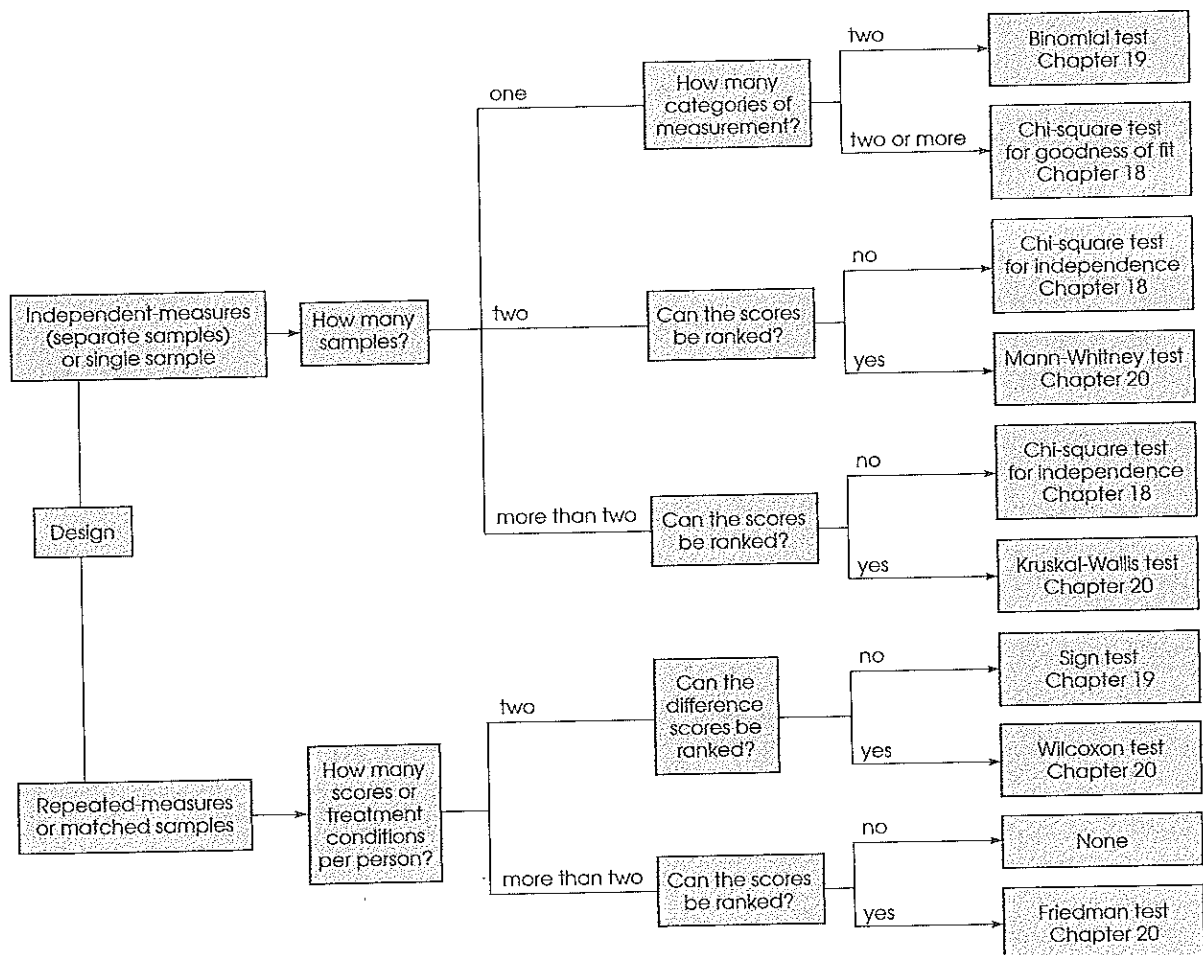 one
How many
categories of
measurement?
two
Binomial test
Chapter 19
two or more
Chi-square test
for goodness of fit
Chapter 18
Independent-measures
(separate samples)
or single sample
How many
samples?
two
Can the scores
be ranked?
no
Chi-square test
for independence
Chapter 18
yes
Mann-Whitney test
Chapter 20
more than two
Can the scores
be ranked?
no
Chi-square test
for independence
Chapter 18
yes
Kruskal-Wallis test
Chapter 20
Design
Repeated-measures
or matched samples
How many
scores or
treatment
conditions
per person?
two
Can the
difference
scores be
ranked?
no
Sign test
Chapter 19
yes
Wilcoxon test
Chapter 20
more than two
Can the scores
be ranked?
no
None
yes
Friedman test
Chapter 20